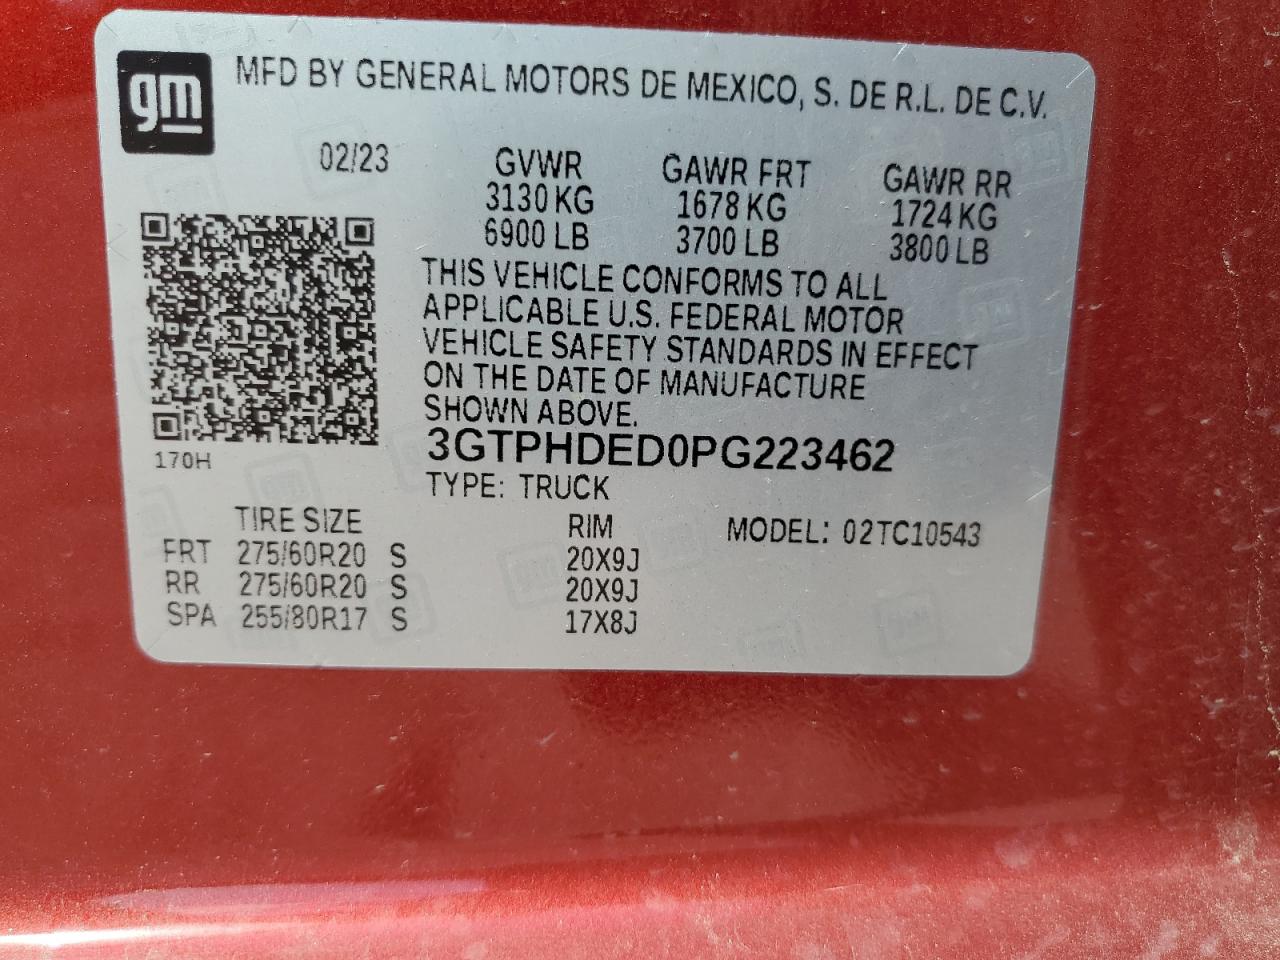 gm
MFD BY GENERAL MOTORS DE MEXICO, S. DE R.L. DE C.V.
02/23 GVWR GAWR FRT GAWR RR
3130 KG 1678 KG 1724 KG
6900 LB 3700 LB 3800 LB
THIS VEHICLE CONFORMS TO ALL
APPLICABLE U.S. FEDERAL MOTOR
VEHICLE SAFETY STANDARDS IN EFFECT
ON THE DATE OF MANUFACTURE
SHOWN ABOVE.
3GTPHDED0PG223462
170H
TYPE: TRUCK
TIRE SIZE RIM MODEL: 02TC10543
FRT 275/60R20 S 20X9J
RR 275/60R20 S 20X9J
SPA 255/80R17 S 17X8J